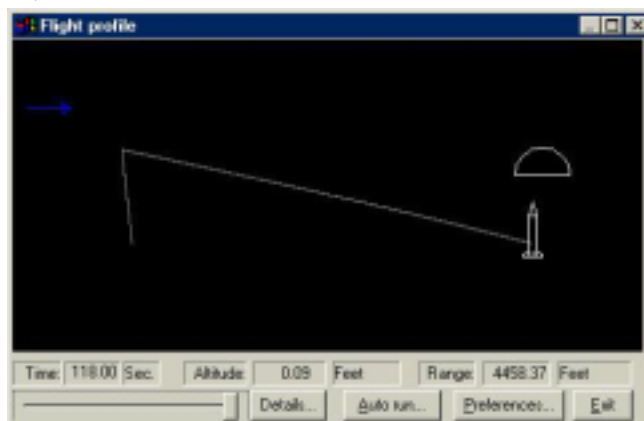 Flight profile
Time: 118.00 Sec. Altitude: 0.09 Feet Range: 4458.37 Feet
Details... Auto run... Preferences... Exit